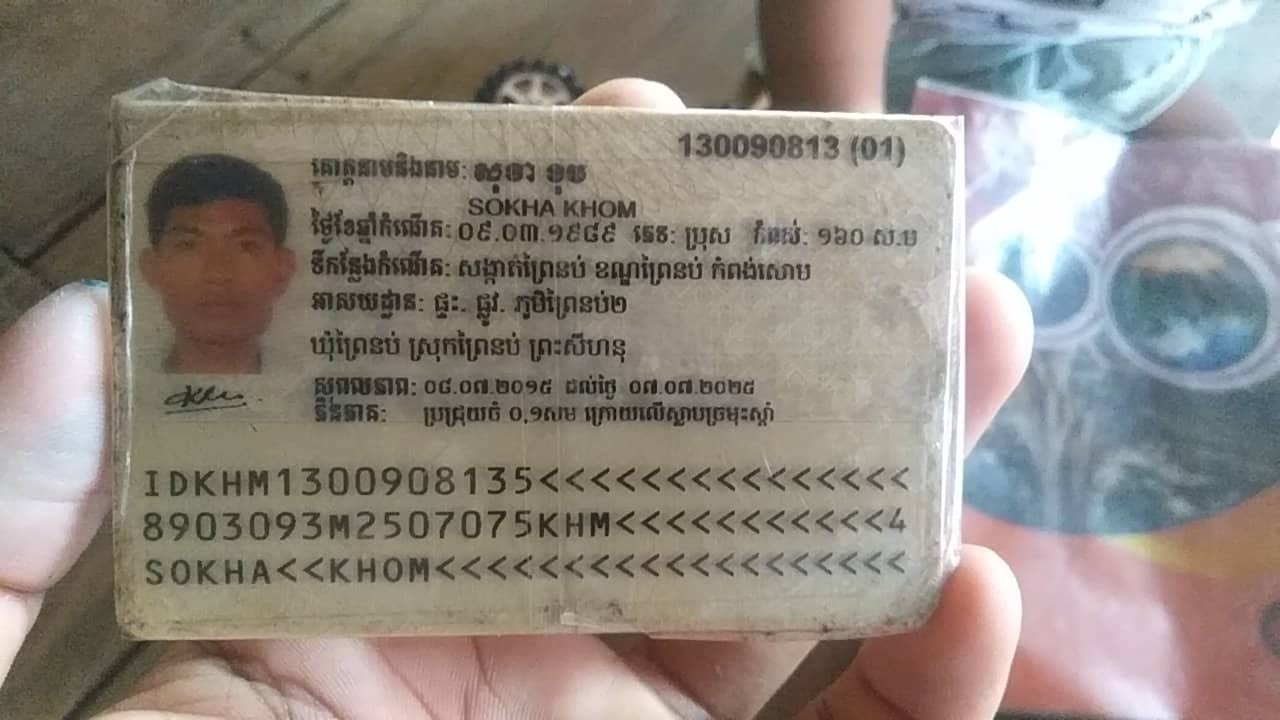 130090813 (01)
គោត្តនាមនិងនាម: សុខា ខុម
SOKHA KHOM
ថ្ងៃខែឆ្នាំកំណើត: ០៩.០៣.១៩៨៩ ភេទ: ប្រុស កំពស់: ១៦០ ស.ម
ទីកន្លែងកំណើត: សង្កាត់ព្រៃនប់ ខណ្ឌព្រៃនប់ កំពង់សោម
អាសយដ្ឋាន: ផ្ទះ. ផ្លូវ. ភូមិព្រៃនប់២
ឃុំព្រៃនប់ ស្រុកព្រៃនប់ ព្រះសីហនុ
សុពលភាព: ០៨.០៧.២០១៥ ដល់ថ្ងៃ ០៧.០៧.២០២៥
ភិនភាគ: ប្រជ្រុយចំ ០,១សម ក្រោយលើស្លាបច្រមុះស្តាំ
IDKHM1300908135<<<<<<<<<<<<<<<
8903093M2507075KHM<<<<<<<<<<<4
SOKHA<<KHOM<<<<<<<<<<<<<<<<<<<